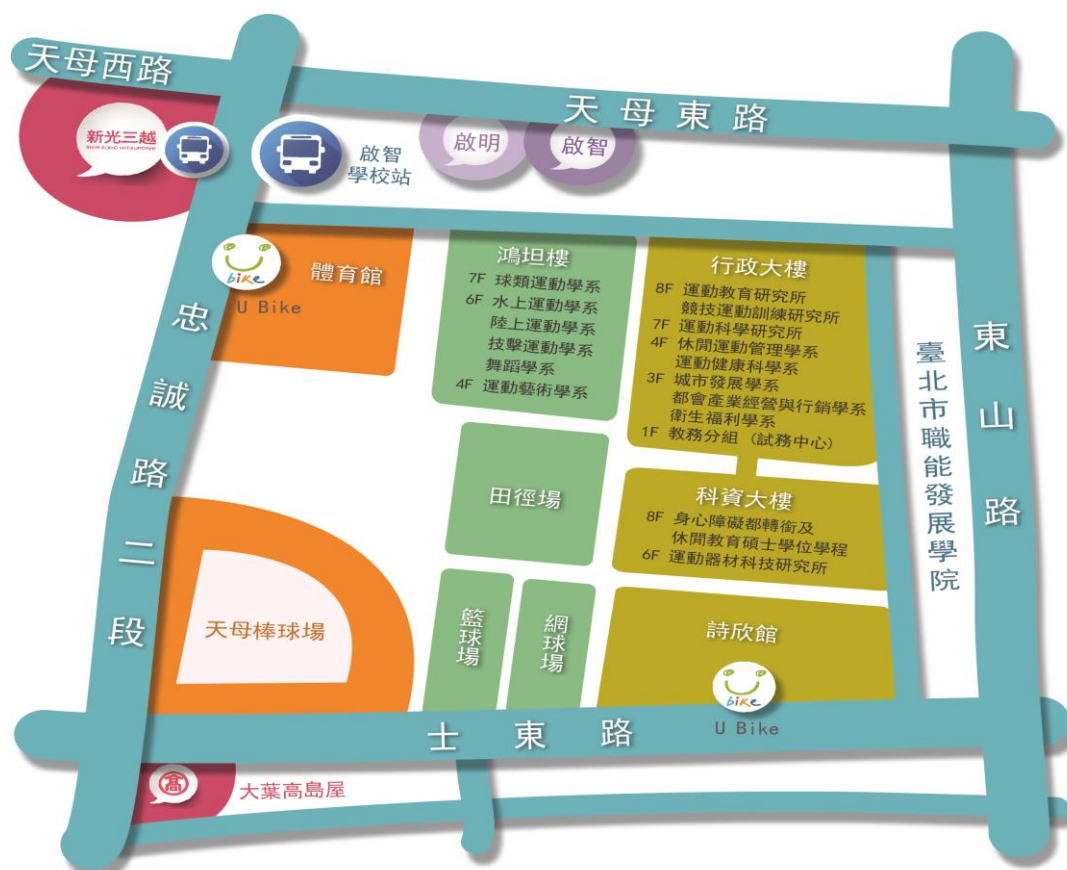 天母西路
天母東路
新光三越
啟智
學校站
啟明
啟智
bike
U Bike
體育館
鴻坦樓
7F 球類運動學系
6F 水上運動學系
陸上運動學系
技擊運動學系
舞蹈學系
4F 運動藝術學系
行政大樓
8F 運動教育研究所
競技運動訓練研究所
7F 運動科學研究所
4F 休閒運動管理學系
運動健康科學系
3F 城市發展學系
都會產業經營與行銷學系
衛生福利學系
1F 教務分組（試務中心）
忠誠路二段
東山路
臺北市職能發展學院
田徑場
科資大樓
8F 身心障礙都轉銜及
休閒教育碩士學位學程
6F 運動器材科技研究所
天母棒球場
籃球場
網球場
詩欣館
bike
U Bike
士東路
高
大葉高島屋